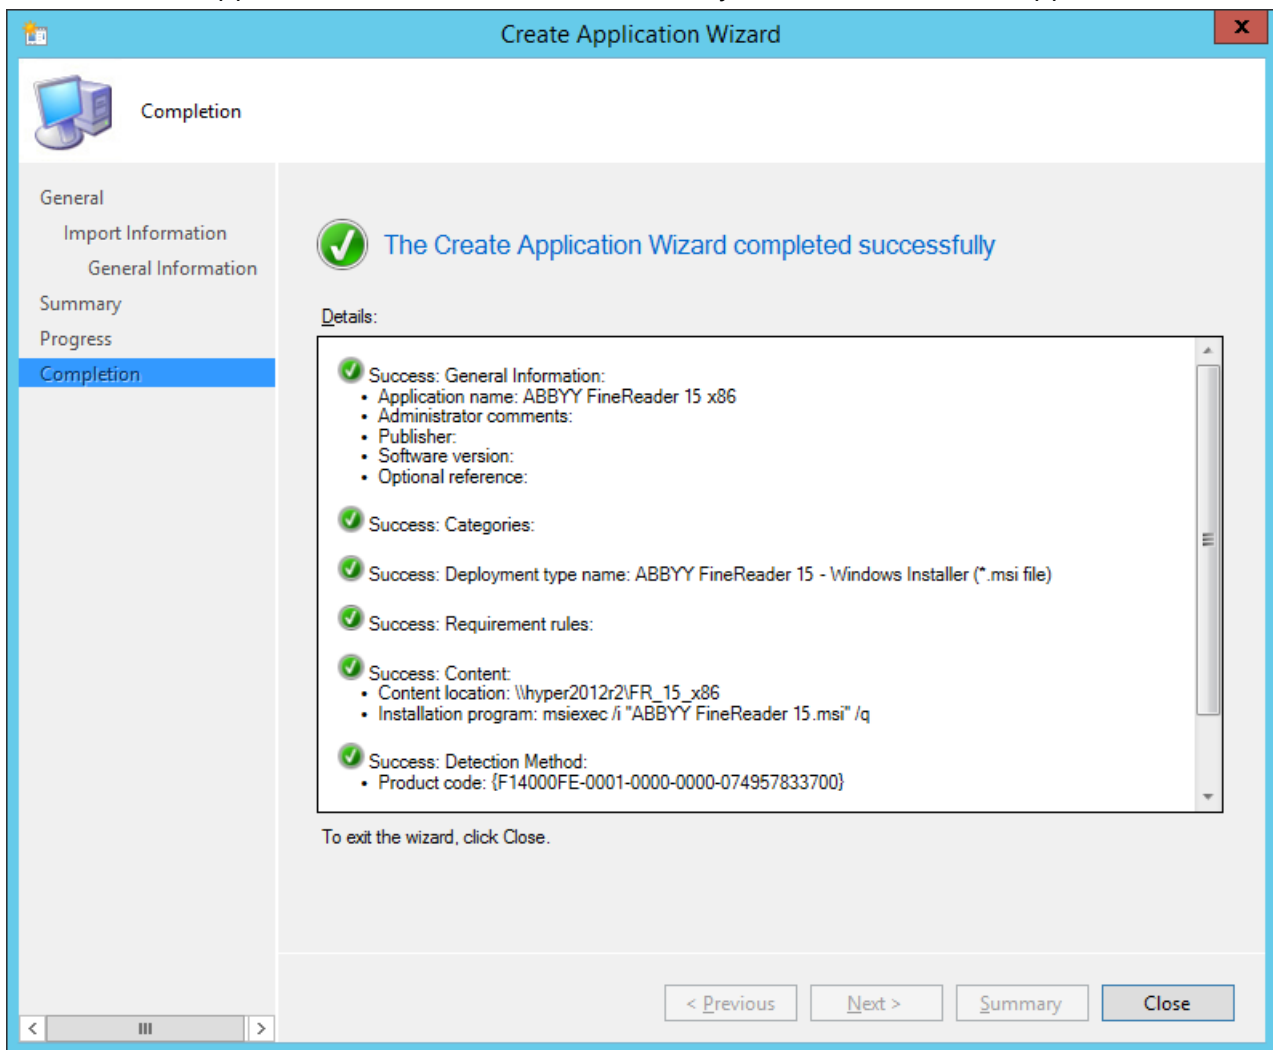 Create Application Wizard
X
Completion
General
Import Information
General Information
Summary
Progress
Completion
The Create Application Wizard completed successfully
Details:
Success: General Information:
• Application name: ABBYY FineReader 15 x86
• Administrator comments:
• Publisher:
• Software version:
• Optional reference:
Success: Categories:
Success: Deployment type name: ABBYY FineReader 15 - Windows Installer (*.msi file)
Success: Requirement rules:
Success: Content:
• Content location: \\hyper2012r2\FR_15_x86
• Installation program: msiexec /i "ABBYY FineReader 15.msi" /q
Success: Detection Method:
• Product code: {F14000FE-0001-0000-0000-074957833700}
To exit the wizard, click Close.
< Previous
Next >
Summary
Close